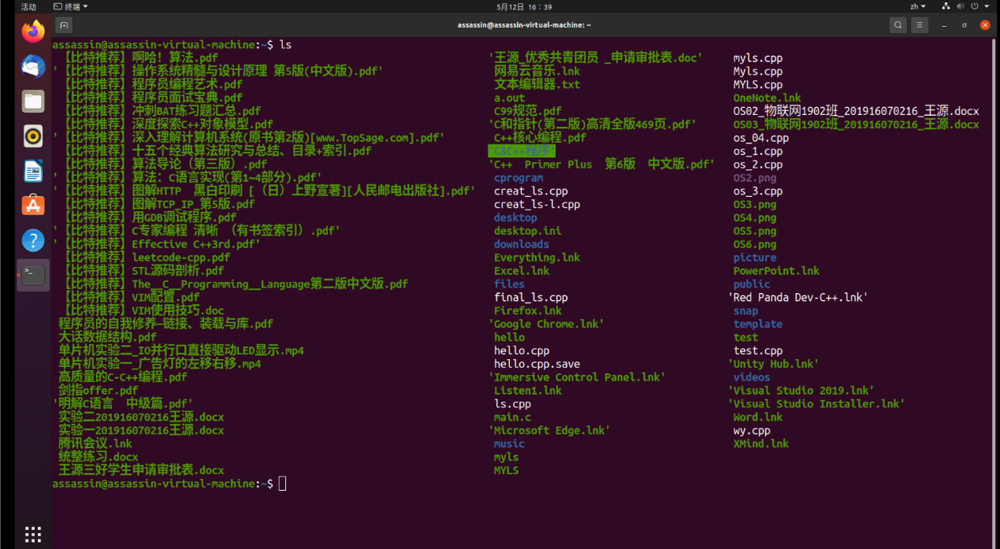 活动 终端 5月12日 16：39 zh
assassin@assassin-virtual-machine: ~
assassin@assassin-virtual-machine:~$ ls
【比特推荐】啊哈！算法.pdf
'【比特推荐】操作系统精髓与设计原理 第5版(中文版).pdf'
【比特推荐】程序员编程艺术.pdf
【比特推荐】程序员面试宝典.pdf
【比特推荐】冲刺BAT练习题汇总.pdf
【比特推荐】深度探索C++对象模型.pdf
'【比特推荐】深入理解计算机系统(原书第2版)[www.TopSage.com].pdf'
【比特推荐】十五个经典算法研究与总结、目录+索引.pdf
【比特推荐】算法导论（第三版）.pdf
'【比特推荐】算法：C语言实现(第1~4部分).pdf'
'【比特推荐】图解HTTP  黑白印刷 [（日）上野宣著][人民邮电出版社].pdf'
【比特推荐】图解TCP_IP_第5版.pdf
【比特推荐】用GDB调试程序.pdf
'【比特推荐】C专家编程 清晰 （有书签索引）.pdf'
'【比特推荐】Effective C++3rd.pdf'
【比特推荐】leetcode-cpp.pdf
【比特推荐】STL源码剖析.pdf
【比特推荐】The__C__Programming__Language第二版中文版.pdf
【比特推荐】VIM配置.pdf
【比特推荐】VIM使用技巧.doc
程序员的自我修养—链接、装载与库.pdf
大话数据结构.pdf
单片机实验二_IO并行口直接驱动LED显示.mp4
单片机实验一_广告灯的左移右移.mp4
高质量的C-C++编程.pdf
剑指offer.pdf
'明解C语言  中级篇.pdf'
实验二201916070216王源.docx
实验一201916070216王源.docx
腾讯会议.lnk
统整练习.docx
王源三好学生申请审批表.docx
'王源_优秀共青团员 _申请审批表.doc'
网易云音乐.lnk
文本编辑器.txt
a.out
C99规范.pdf
'C和指针(第二版)高清全版469页.pdf'
C++核心编程.pdf
'C&C++程序'
'C++  Primer Plus  第6版  中文版.pdf'
cprogram
creat_ls.cpp
creat_ls-l.cpp
desktop
desktop.ini
downloads
Everything.lnk
Excel.lnk
files
final_ls.cpp
Firefox.lnk
'Google Chrome.lnk'
hello
hello.cpp
hello.cpp.save
'Immersive Control Panel.lnk'
Listen1.lnk
ls.cpp
main.c
'Microsoft Edge.lnk'
music
myls
MYLS
myls.cpp
Myls.cpp
MYLS.cpp
OneNote.lnk
OS02_物联网1902班_201916070216_王源.docx
OS03_物联网1902班_201916070216_王源.docx
os_04.cpp
os_1.cpp
os_2.cpp
OS2.png
os_3.cpp
OS3.png
OS4.png
OS5.png
OS6.png
picture
PowerPoint.lnk
public
'Red Panda Dev-C++.lnk'
snap
template
test
test.cpp
'Unity Hub.lnk'
videos
'Visual Studio 2019.lnk'
'Visual Studio Installer.lnk'
Word.lnk
wy.cpp
XMind.lnk
assassin@assassin-virtual-machine:~$